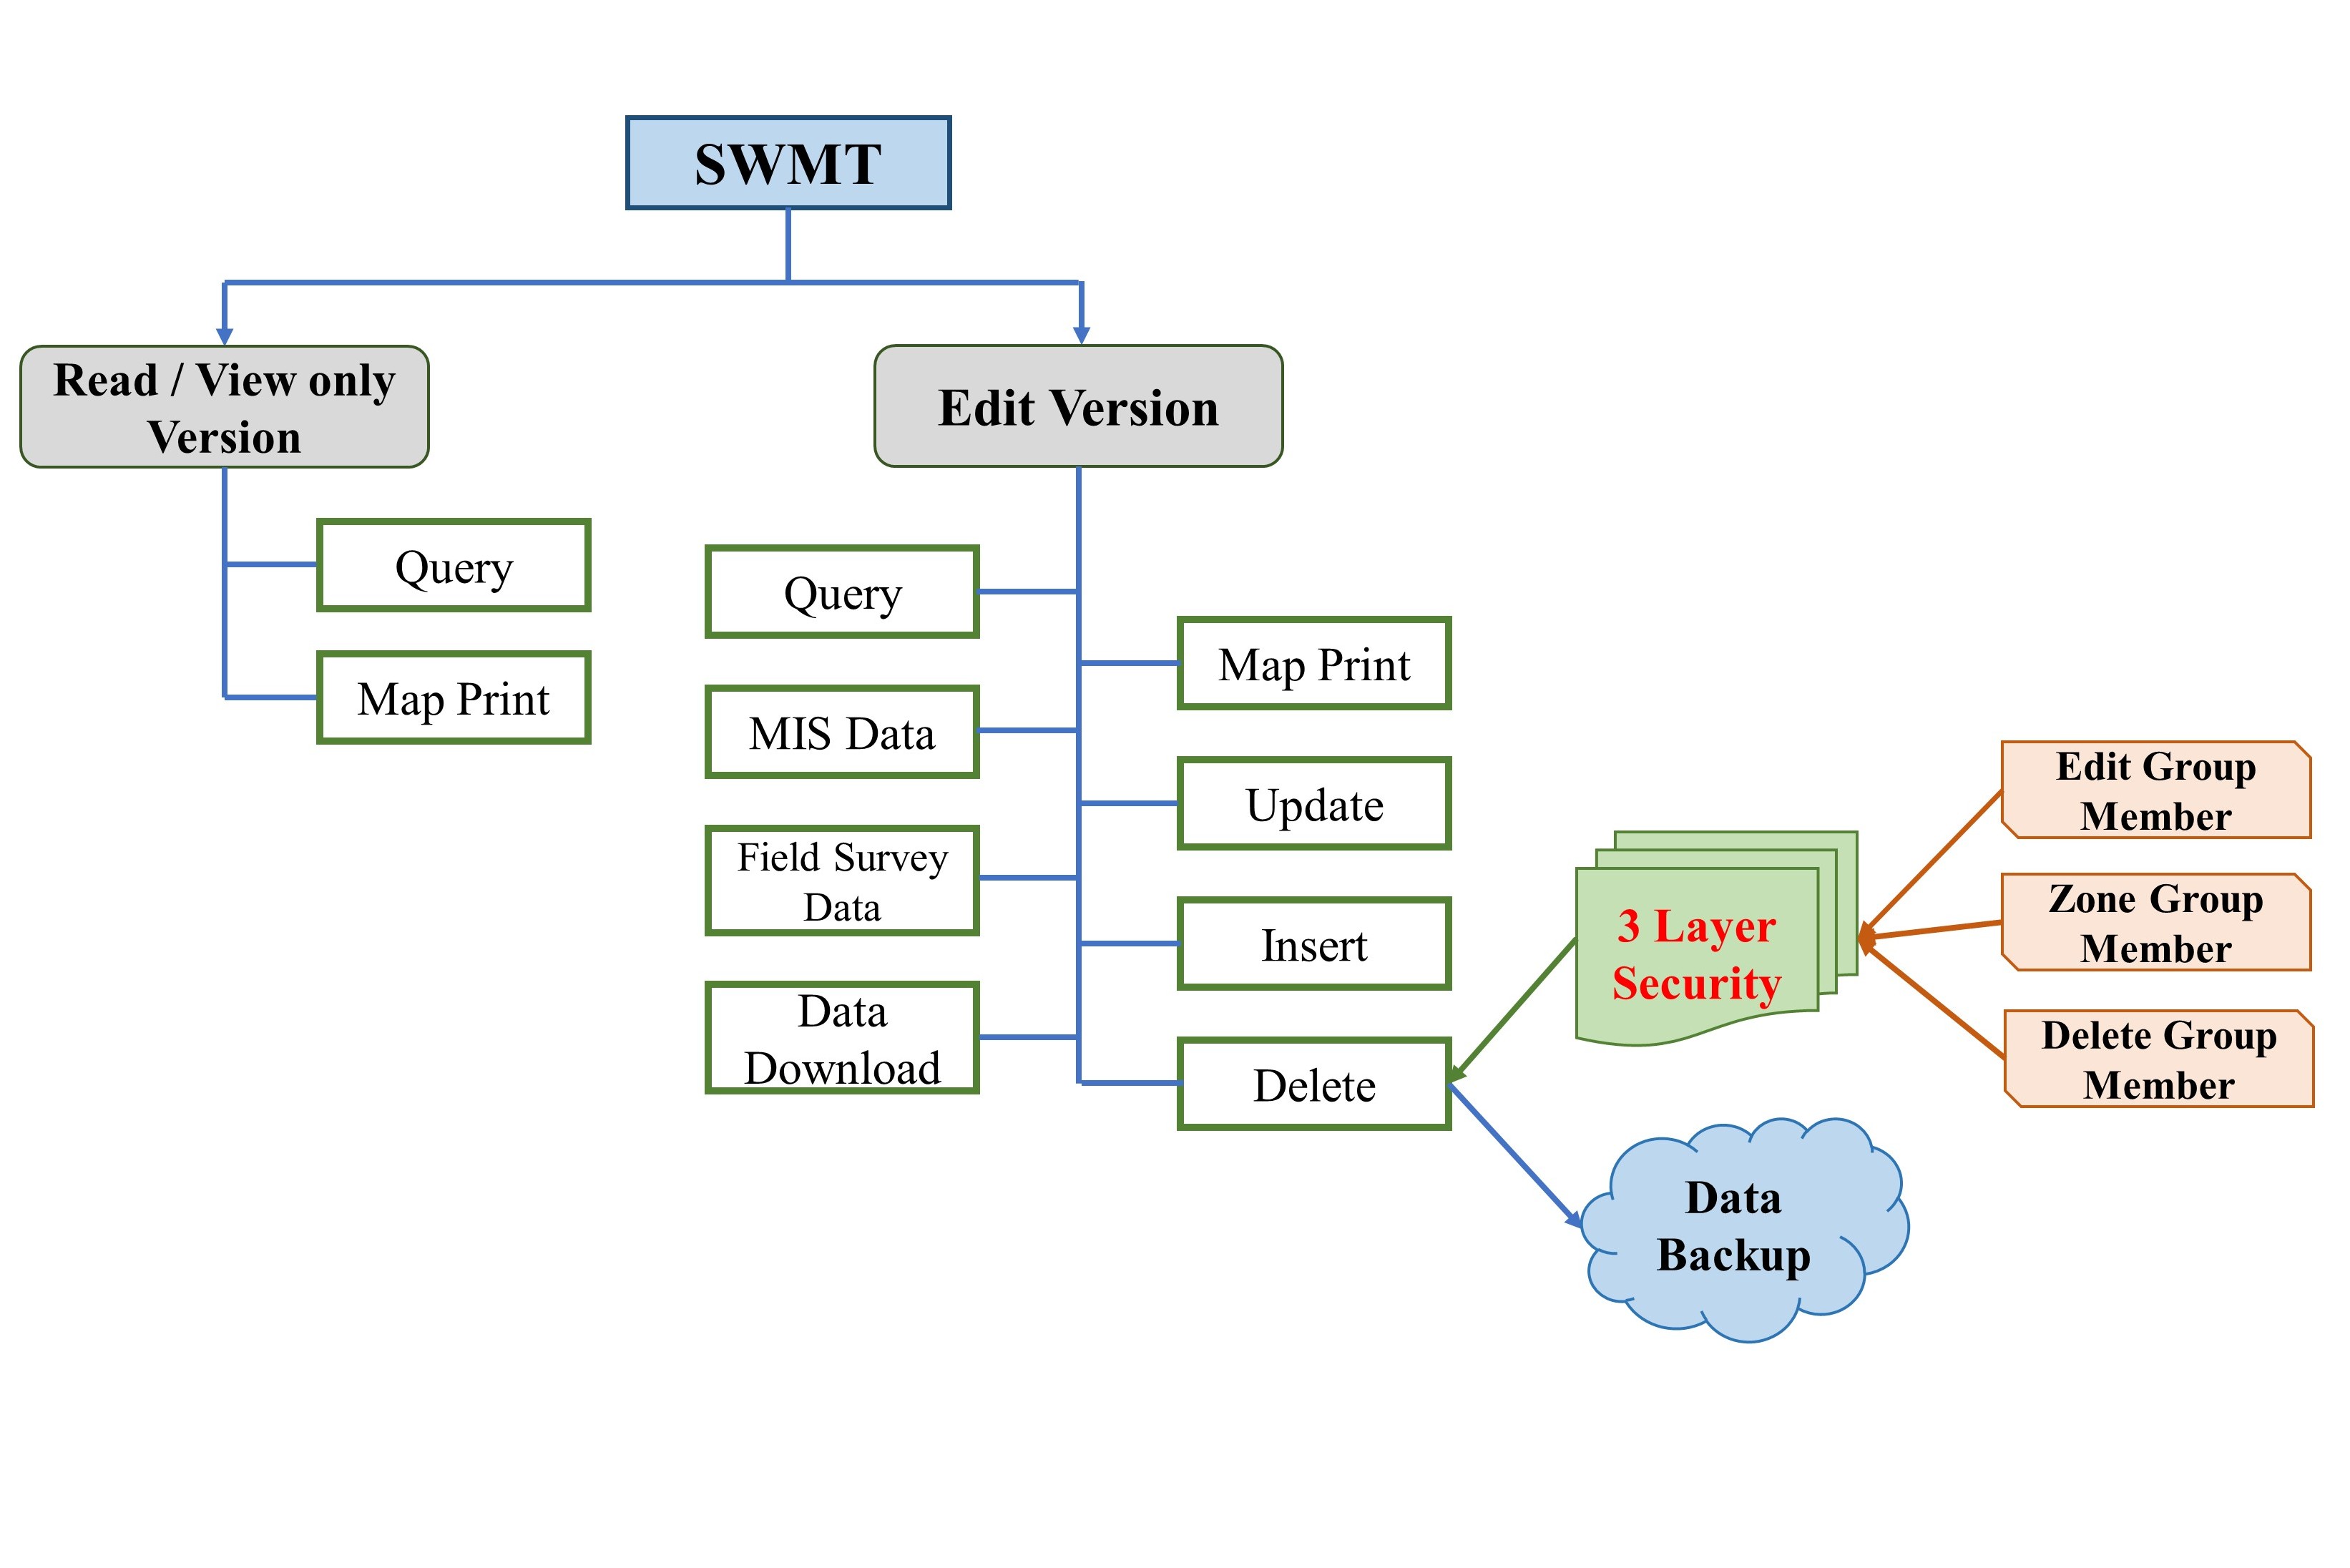 SWMT
Read / View only
Version
Edit Version
Query
Map Print
Query
MIS Data
Field Survey
Data
Data
Download
Map Print
Update
Insert
Delete
3 Layer
Security
Edit Group
Member
Zone Group
Member
Delete Group
Member
Data
Backup